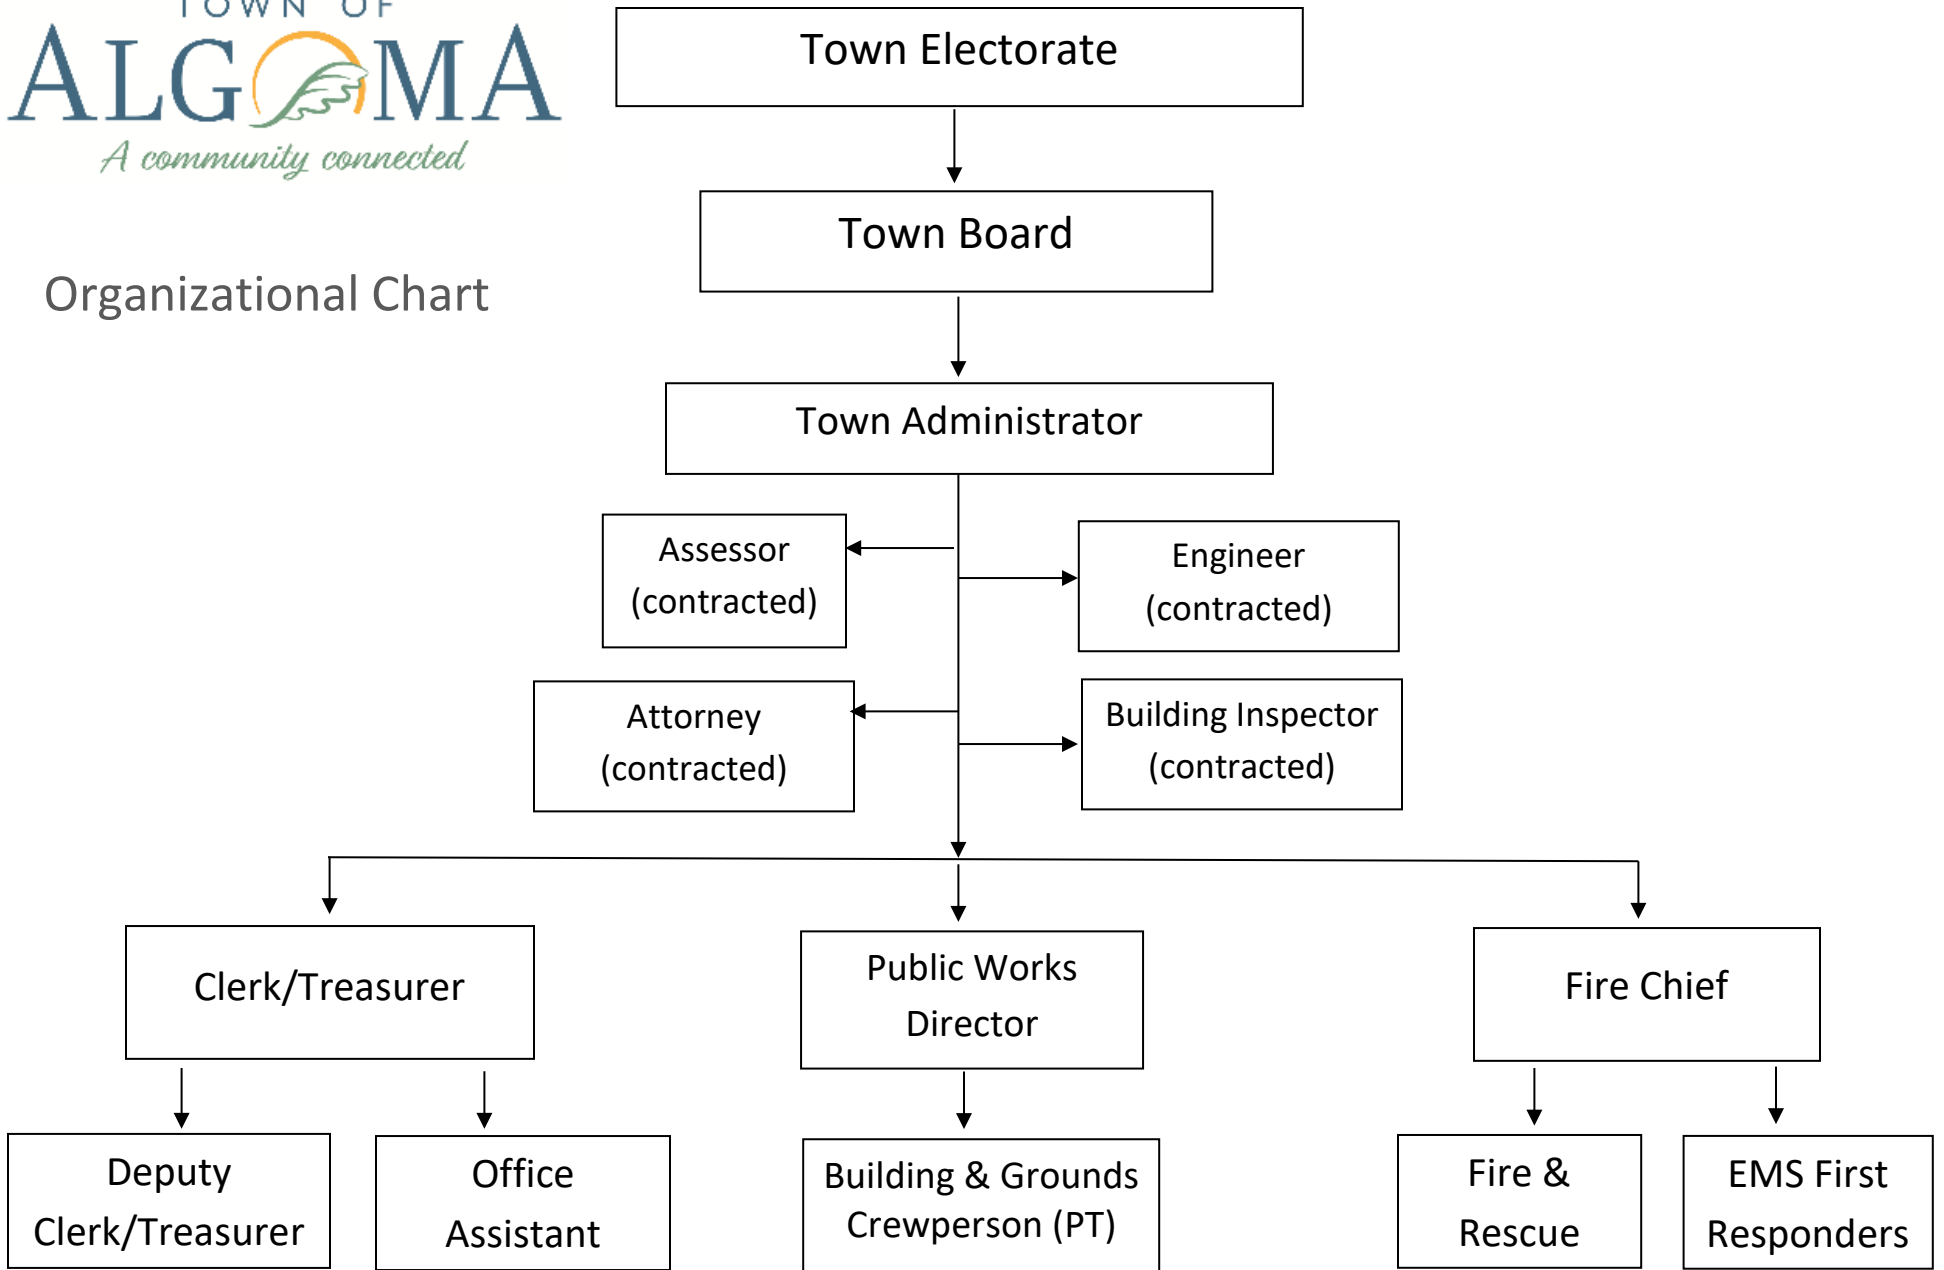 TOWN OF
ALGOMA
A community connected
Organizational Chart
Town Electorate
Town Board
Town Administrator
Assessor
(contracted)
Engineer
(contracted)
Attorney
(contracted)
Building Inspector
(contracted)
Clerk/Treasurer
Public Works
Director
Fire Chief
Deputy
Clerk/Treasurer
Office
Assistant
Building & Grounds
Crewperson (PT)
Fire &
Rescue
EMS First
Responders